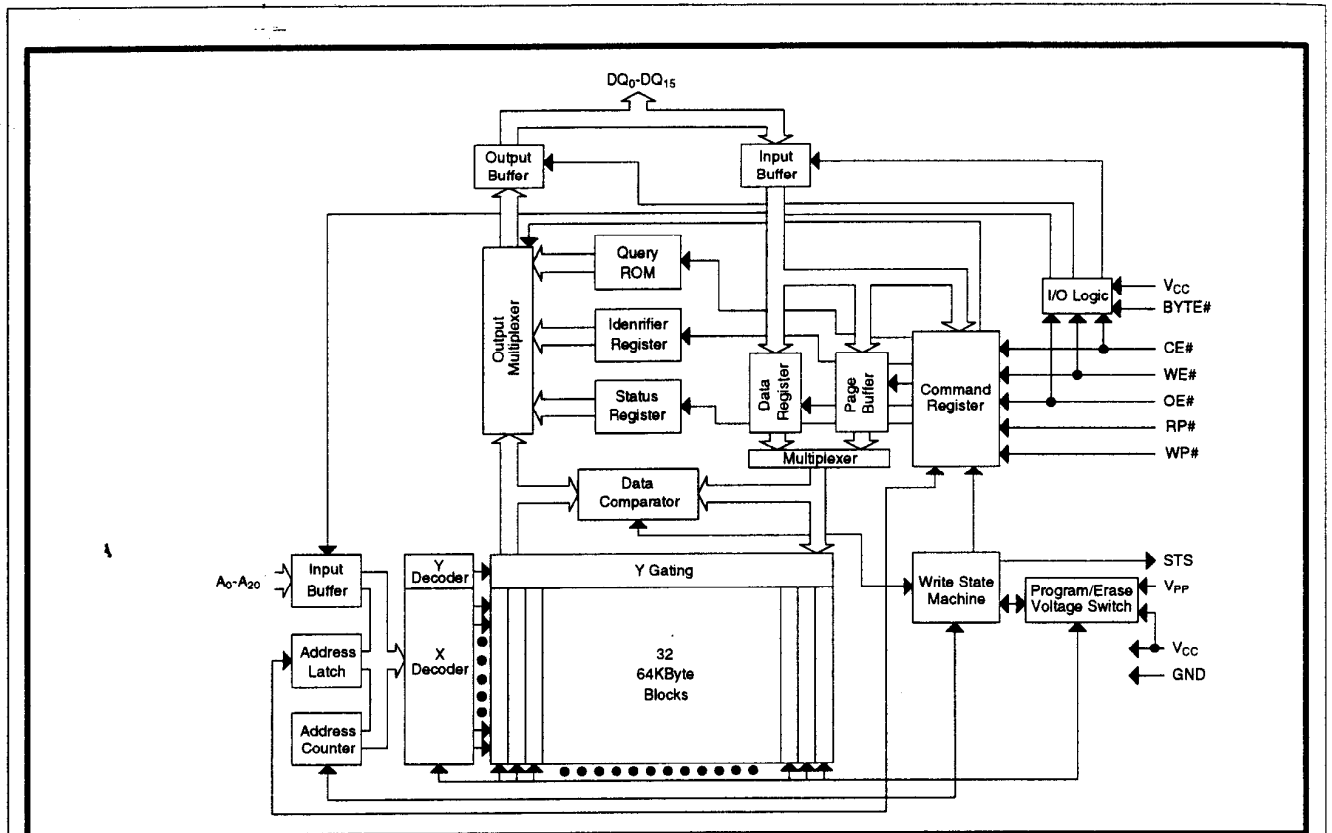 DQ₀-DQ₁₅
Output
Buffer
Input
Buffer
Output
Multiplexer
Query
ROM
Idenrifier
Register
Status
Register
Data
Register
Page
Buffer
Multiplexer
Command
Register
I/O Logic
VCC
BYTE#
CE#
WE#
OE#
RP#
WP#
Data
Comparator
A₀-A₂₀
Input
Buffer
Address
Latch
Address
Counter
Y
Decoder
X
Decoder
Y Gating
32
64KByte
Blocks
Write State
Machine
Program/Erase
Voltage Switch
STS
VPP
VCC
GND